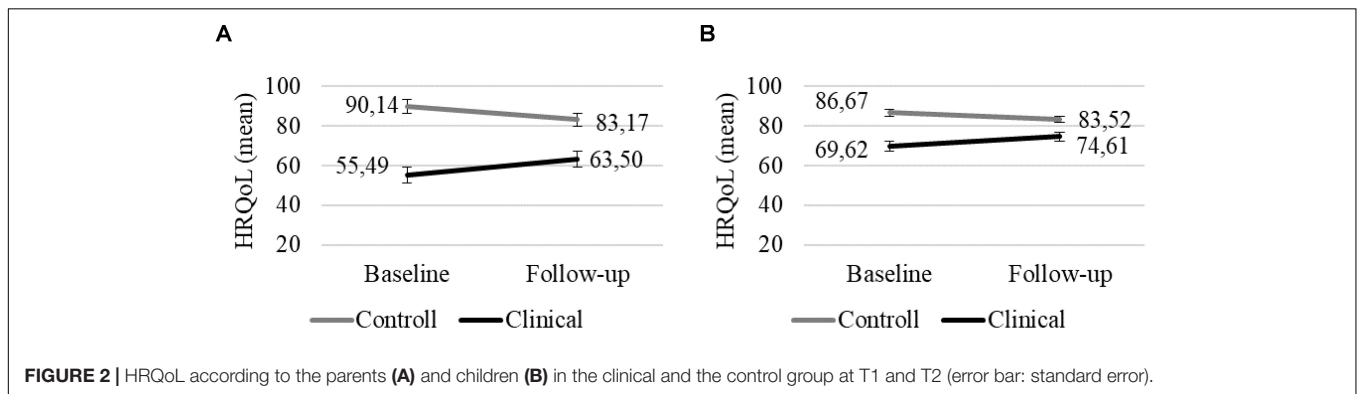 A
HRQoL (mean)
100
80
60
40
20
90,14
83,17
55,49
63,50
Baseline
Follow-up
Controll
Clinical
B
HRQoL (mean)
100
80
60
40
20
86,67
83,52
69,62
74,61
Baseline
Follow-up
Controll
Clinical
FIGURE 2 | HRQoL according to the parents (A) and children (B) in the clinical and the control group at T1 and T2 (error bar: standard error).